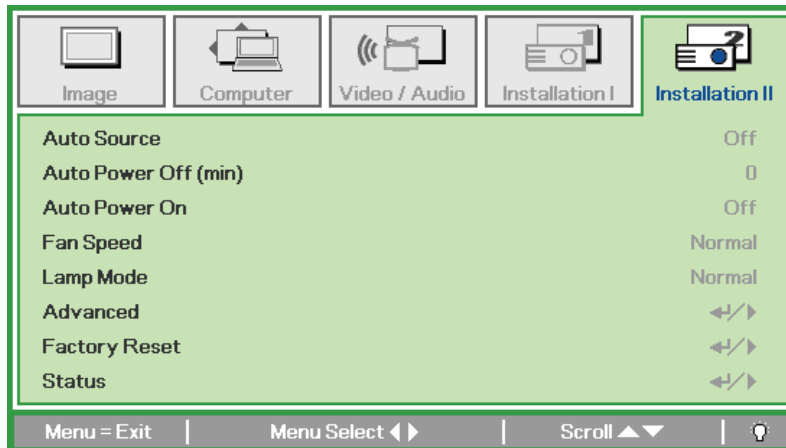 Image Computer Video / Audio Installation I Installation II
Auto Source Off
Auto Power Off (min) 0
Auto Power On Off
Fan Speed Normal
Lamp Mode Normal
Advanced
Factory Reset
Status
Menu = Exit Menu Select Scroll